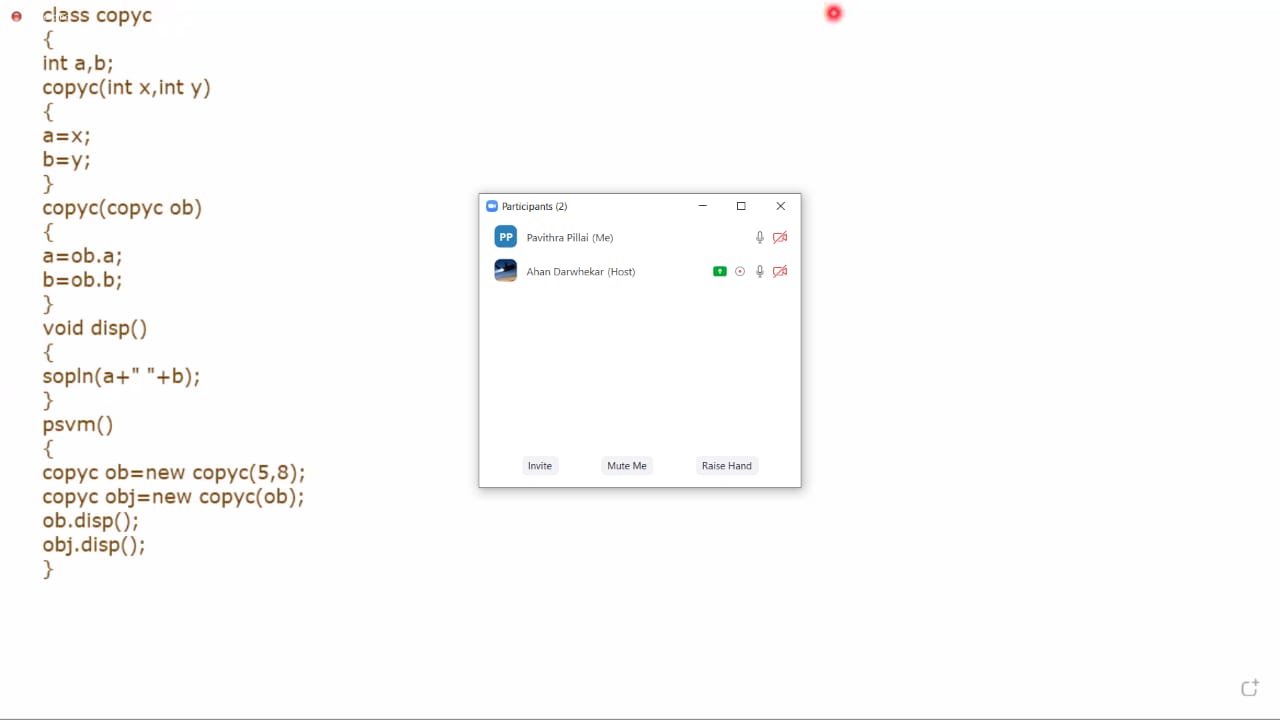 class copyc
{
int a,b;
copyc(int x,int y)
{
a=x;
b=y;
}
copyc(copyc ob)
{
a=ob.a;
b=ob.b;
}
void disp()
{
sopln(a+" "+b);
}
psvm()
{
copyc ob=new copyc(5,8);
copyc obj=new copyc(ob);
ob.disp();
obj.disp();
}
Participants (2)
PP Pavithra Pillai (Me)
Ahan Darwhekar (Host)
Invite Mute Me Raise Hand